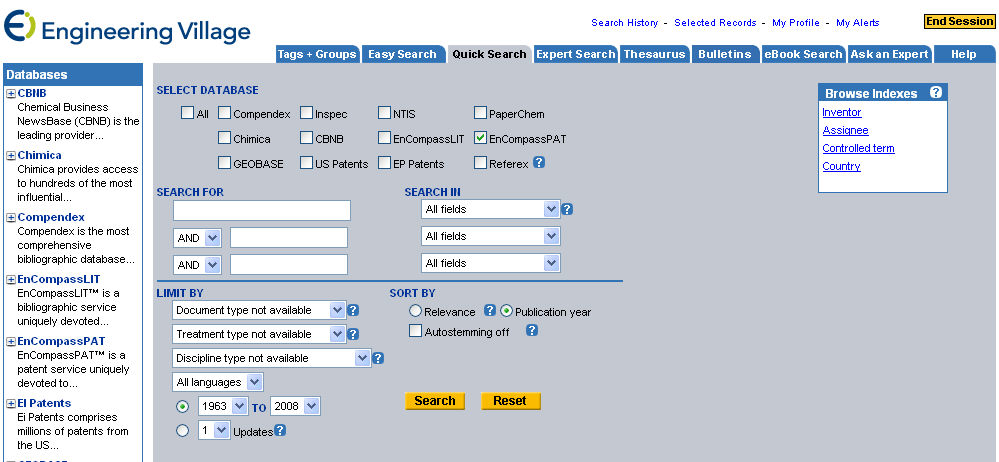 Ei Engineering Village
Search History - Selected Records - My Profile - My Alerts
End Session
Tags + Groups Easy Search Quick Search Expert Search Thesaurus Bulletins eBook Search Ask an Expert Help
Databases
CBNB
Chemical Business
NewsBase (CBNB) is the
leading provider...
Chimica
Chimica provides access
to hundreds of the most
influential...
Compendex
Compendex is the most
comprehensive
bibliographic database...
EnCompassLIT
EnCompassLIT™ is a
bibliographic service
uniquely devoted...
EnCompassPAT
EnCompassPAT™ is a
patent service uniquely
devoted to...
EI Patents
Ei Patents comprises
millions of patents from
the US...
SELECT DATABASE
All Compendex Inspec NTIS PaperChem
Chimica CBNB EnCompassLIT EnCompassPAT
GEOBASE US Patents EP Patents Referex ?
SEARCH FOR SEARCH IN
All fields ?
AND All fields
AND All fields
LIMIT BY SORT BY
Document type not available ? Relevance ? Publication year
Treatment type not available ? Autostemming off ?
Discipline type not available ?
All languages
1963 TO 2008
1 Updates ?
Search Reset
Browse Indexes ?
Inventor
Assignee
Controlled term
Country